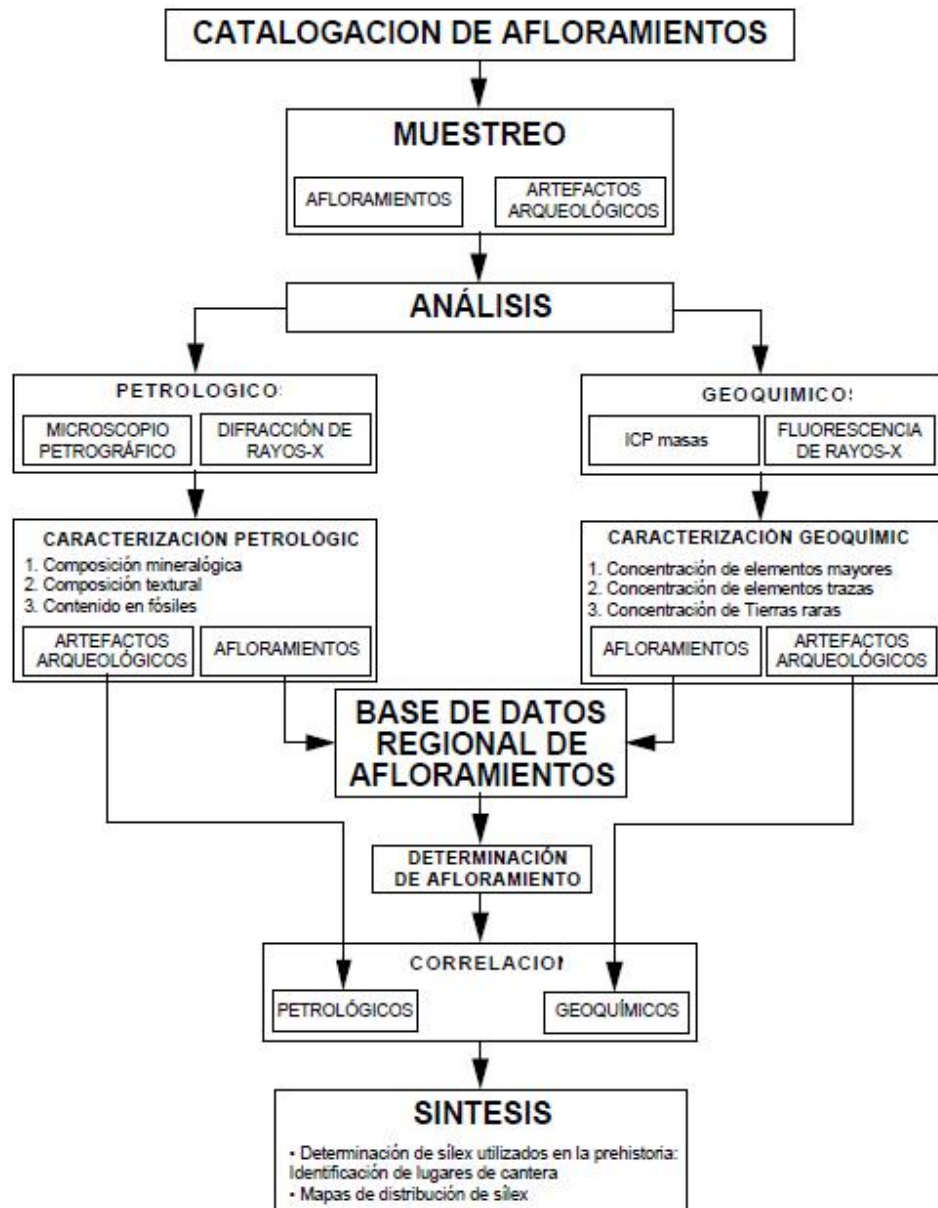 CATALOGACION DE AFLORAMIENTOS
MUESTREO
AFLORAMIENTOS
ARTEFACTOS
ARQUEOLÓGICOS
ANÁLISIS
PETROLOGICOS
MICROSCOPIO
PETROGRÁFICO
DIFRACCIÓN DE
RAYOS-X
GEOQUIMICOS
ICP masas
FLUORESCENCIA
DE RAYOS-X
CARACTERIZACIÓN PETROLÓGIC
1. Composición mineralógica
2. Composición textural
3. Contenido en fósiles
ARTEFACTOS
ARQUEOLÓGICOS
AFLORAMIENTOS
CARACTERIZACIÓN GEOQUÌMIC
1. Concentración de elementos mayores
2. Concentración de elementos trazas
3. Concentración de Tierras raras
AFLORAMIENTOS
ARTEFACTOS
ARQUEOLÓGICOS
BASE DE DATOS
REGIONAL DE
AFLORAMIENTOS
DETERMINACIÓN
DE AFLORAMIENTO
CORRELACION
PETROLÓGICOS
GEOQUÍMICOS
SINTESIS
• Determinación de sílex utilizados en la prehistoria:
Identificación de lugares de cantera
• Mapas de distribución de sílex